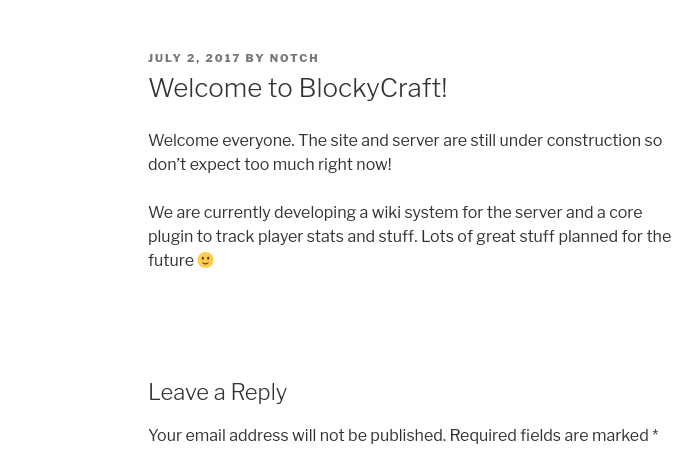 JULY 2, 2017 BY NOTCH
Welcome to BlockyCraft!
Welcome everyone. The site and server are still under construction so
don’t expect too much right now!
We are currently developing a wiki system for the server and a core
plugin to track player stats and stuff. Lots of great stuff planned for the
future 🙂
Leave a Reply
Your email address will not be published. Required fields are marked *